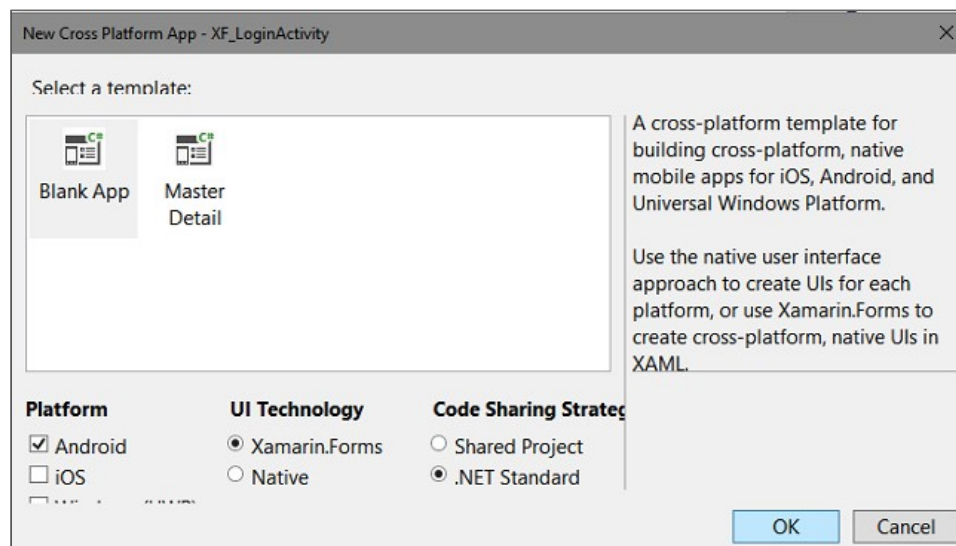 New Cross Platform App - XF_LoginActivity
Select a template:
C#
Blank App
C#
Master
Detail
A cross-platform template for
building cross-platform, native
mobile apps for iOS, Android, and
Universal Windows Platform.
Use the native user interface
approach to create UIs for each
platform, or use Xamarin.Forms to
create cross-platform, native UIs in
XAML.
Platform
Android
iOS
UI Technology
Xamarin.Forms
Native
Code Sharing Strateg
Shared Project
.NET Standard
OK
Cancel